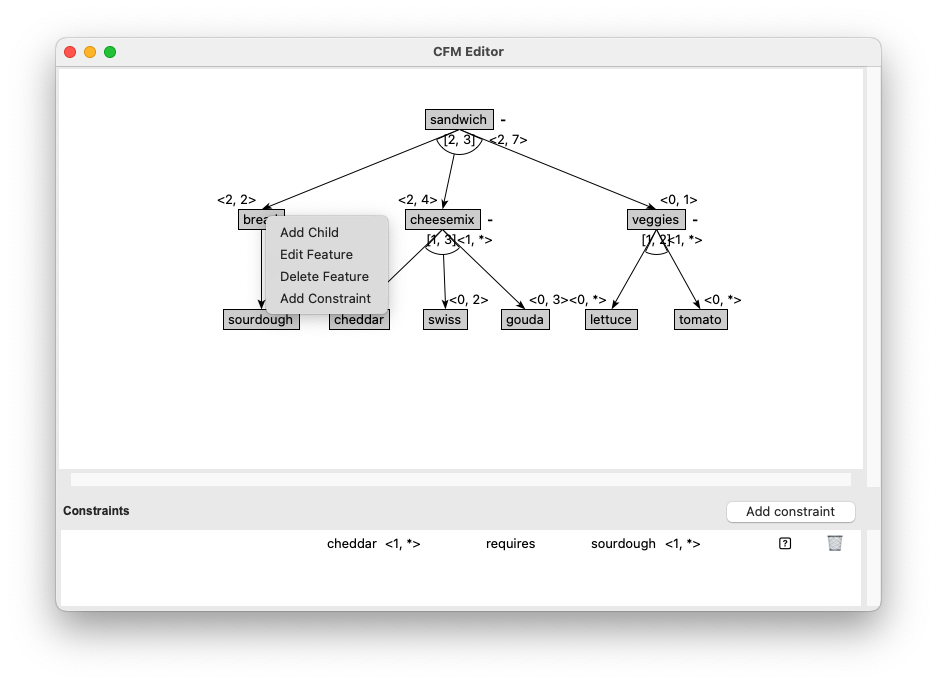 CFM Editor
sandwich -
[2, 3] <2, 7>
<2, 2> <2, 4> <0, 1>
cheesemix - veggies -
[1, 3] <1, *> [1, 2] <1, *>
Add Child
Edit Feature
Delete Feature
Add Constraint
<0, 2> <0, 3> <0, *> <0, *>
sourdough cheddar swiss gouda lettuce tomato
Constraints Add constraint
cheddar <1, *> requires sourdough <1, *> ?